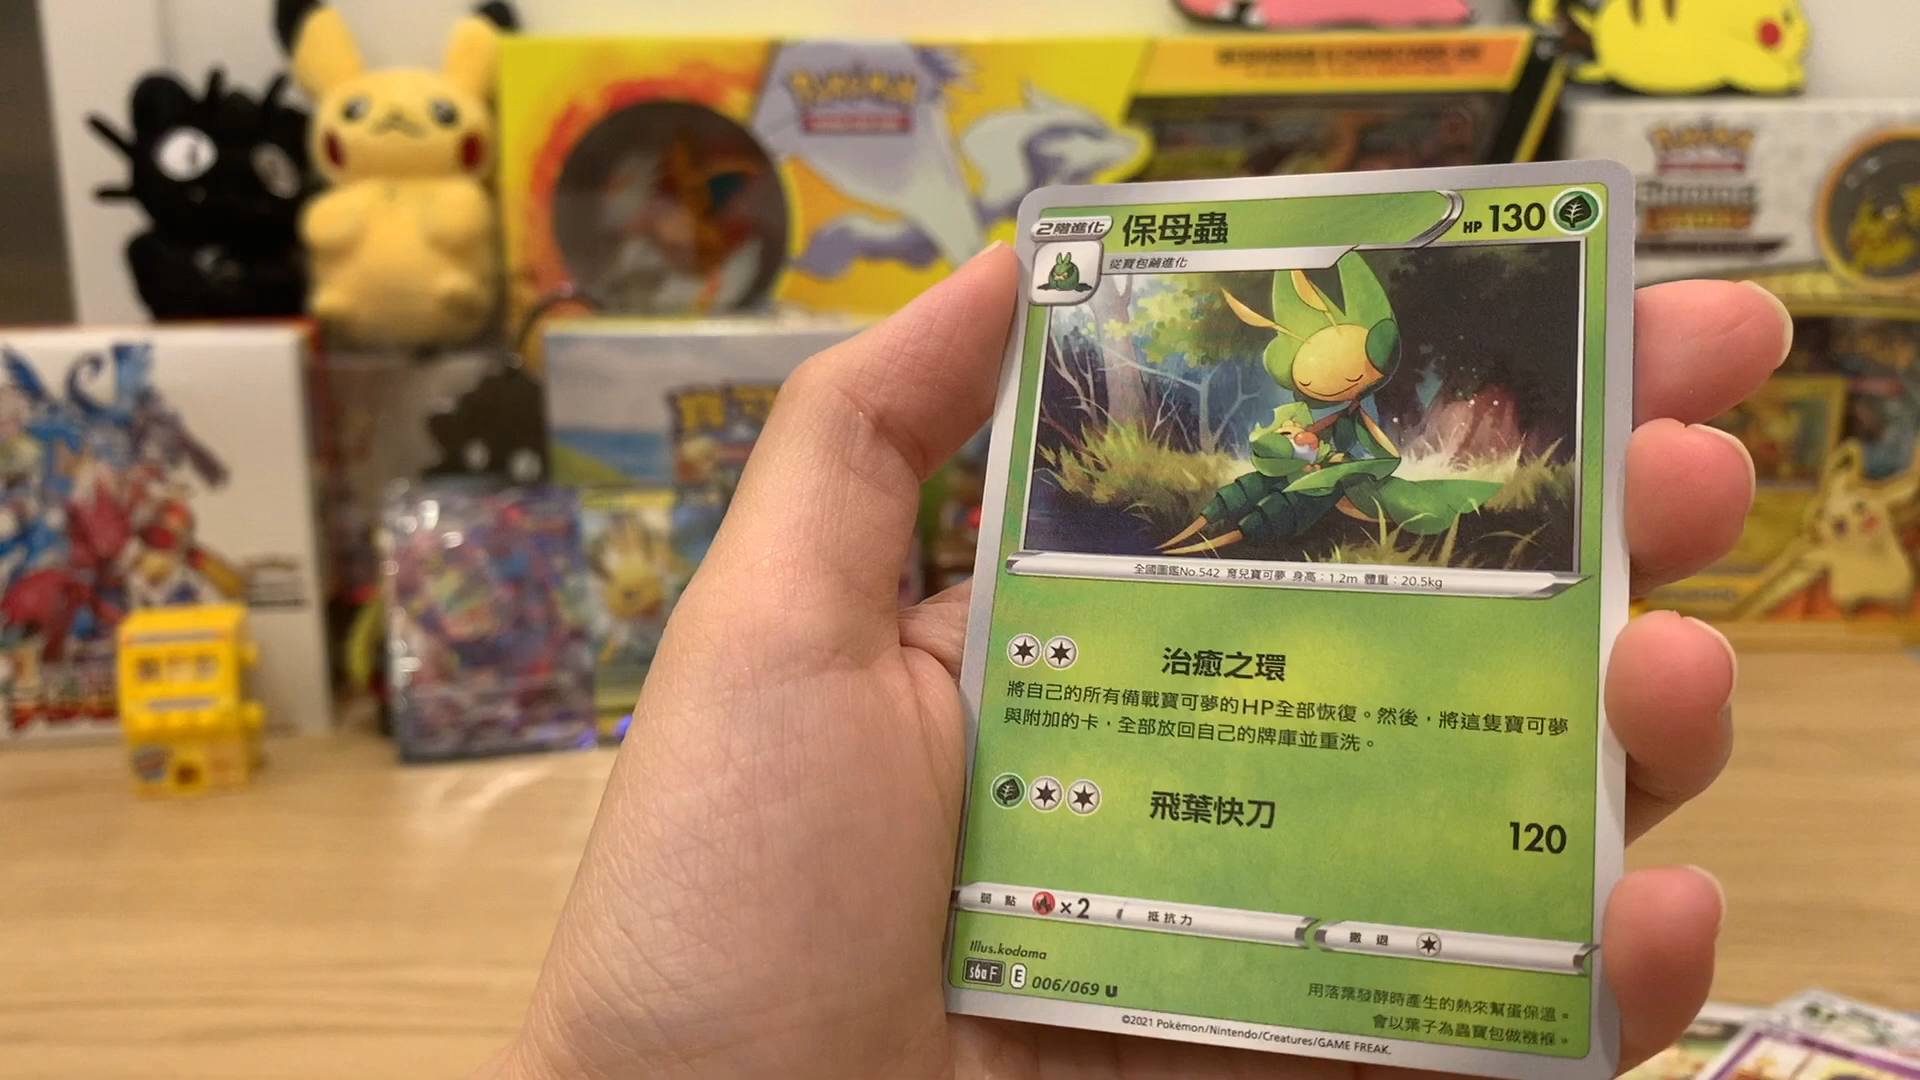 Pokémon
2階進化
保母蟲
HP 130
從寶包繭進化
全國圖鑑No.542 育兒寶可夢 身高:1.2m 體重:20.5kg
治癒之環
將自己的所有備戰寶可夢的HP全部恢復。然後,將這隻寶可夢
與附加的卡,全部放回自己的牌庫並重洗。
飛葉快刀
120
弱點 ×2 抵抗力 撤退
Illus.kodama
s6a F E 006/069 U
用落葉發酵時產生的熱來幫蛋保溫。
會以葉子為蟲寶包做襁褓。
©2021 Pokémon/Nintendo/Creatures/GAME FREAK.